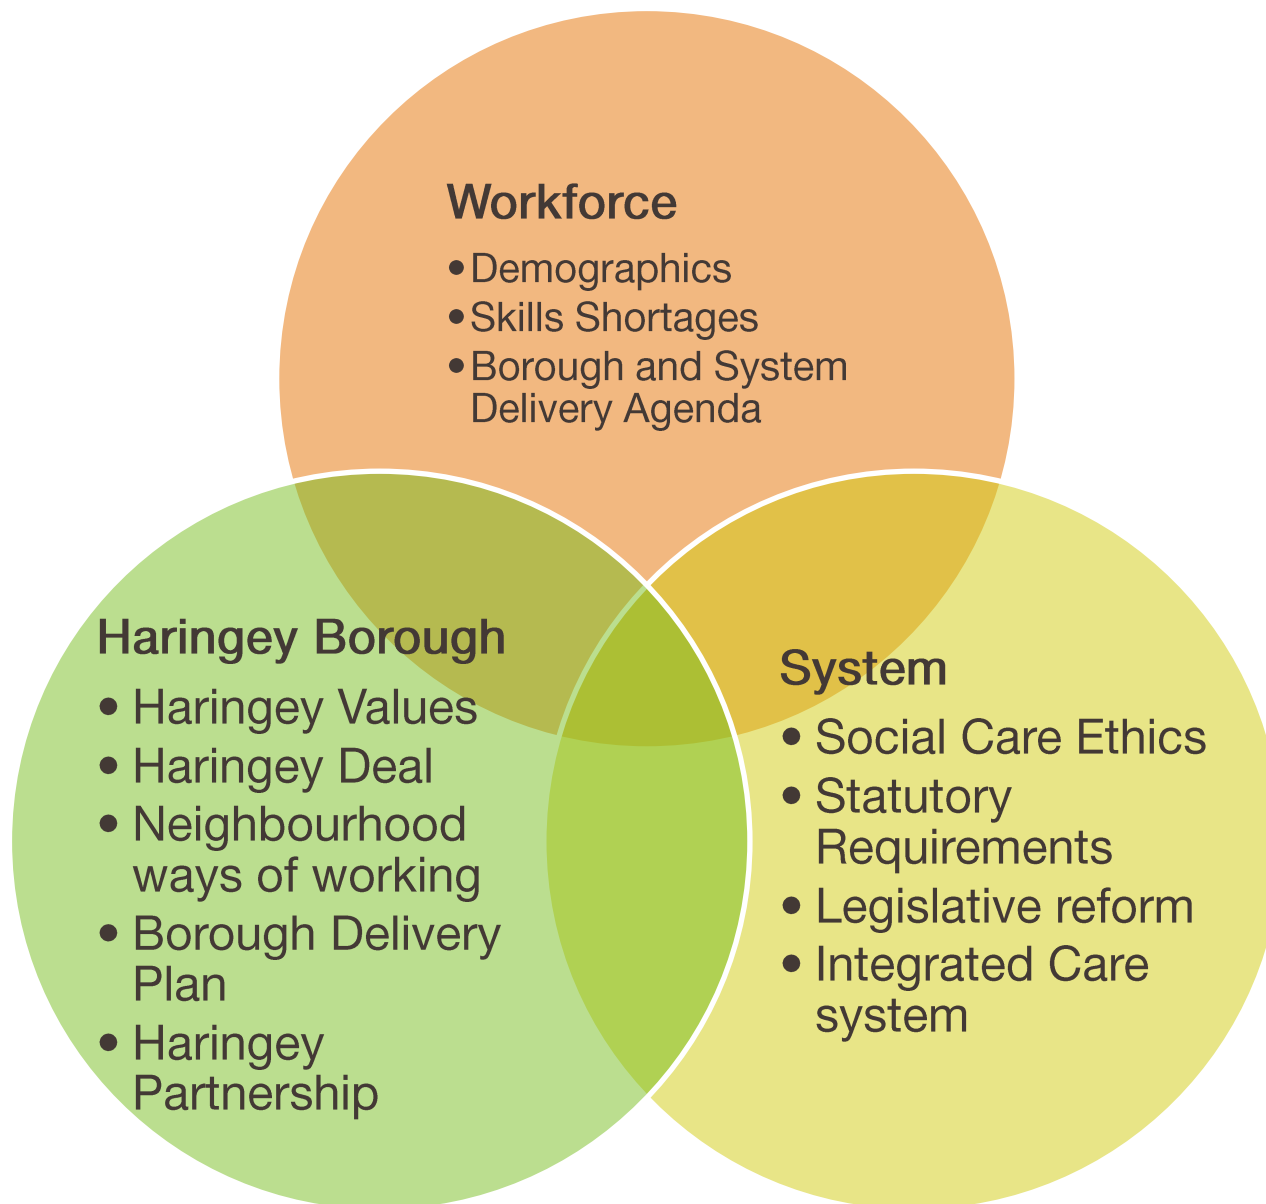 Workforce
• Demographics
• Skills Shortages
• Borough and System
Delivery Agenda
Haringey Borough
• Haringey Values
• Haringey Deal
• Neighbourhood
ways of working
• Borough Delivery
Plan
• Haringey
Partnership
System
• Social Care Ethics
• Statutory
Requirements
• Legislative reform
• Integrated Care
system